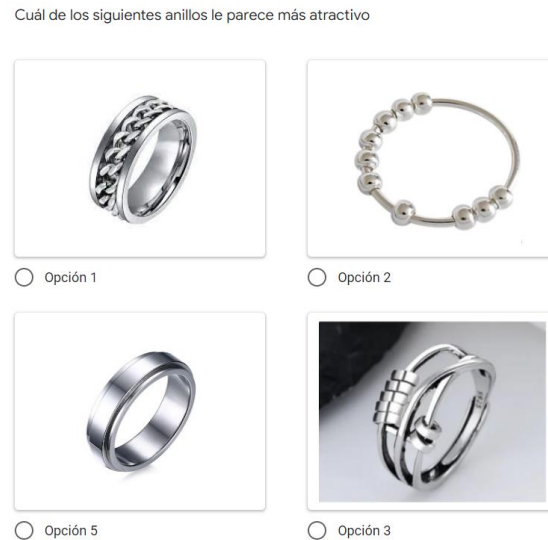 Cuál de los siguientes anillos le parece más atractivo
Opción 1
Opción 2
Opción 5
Opción 3